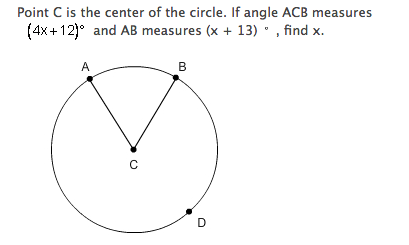 Point C is the center of the circle. If angle ACB measures
(4x+12)° and AB measures (x + 13) ° , find x.
A
B
C
D